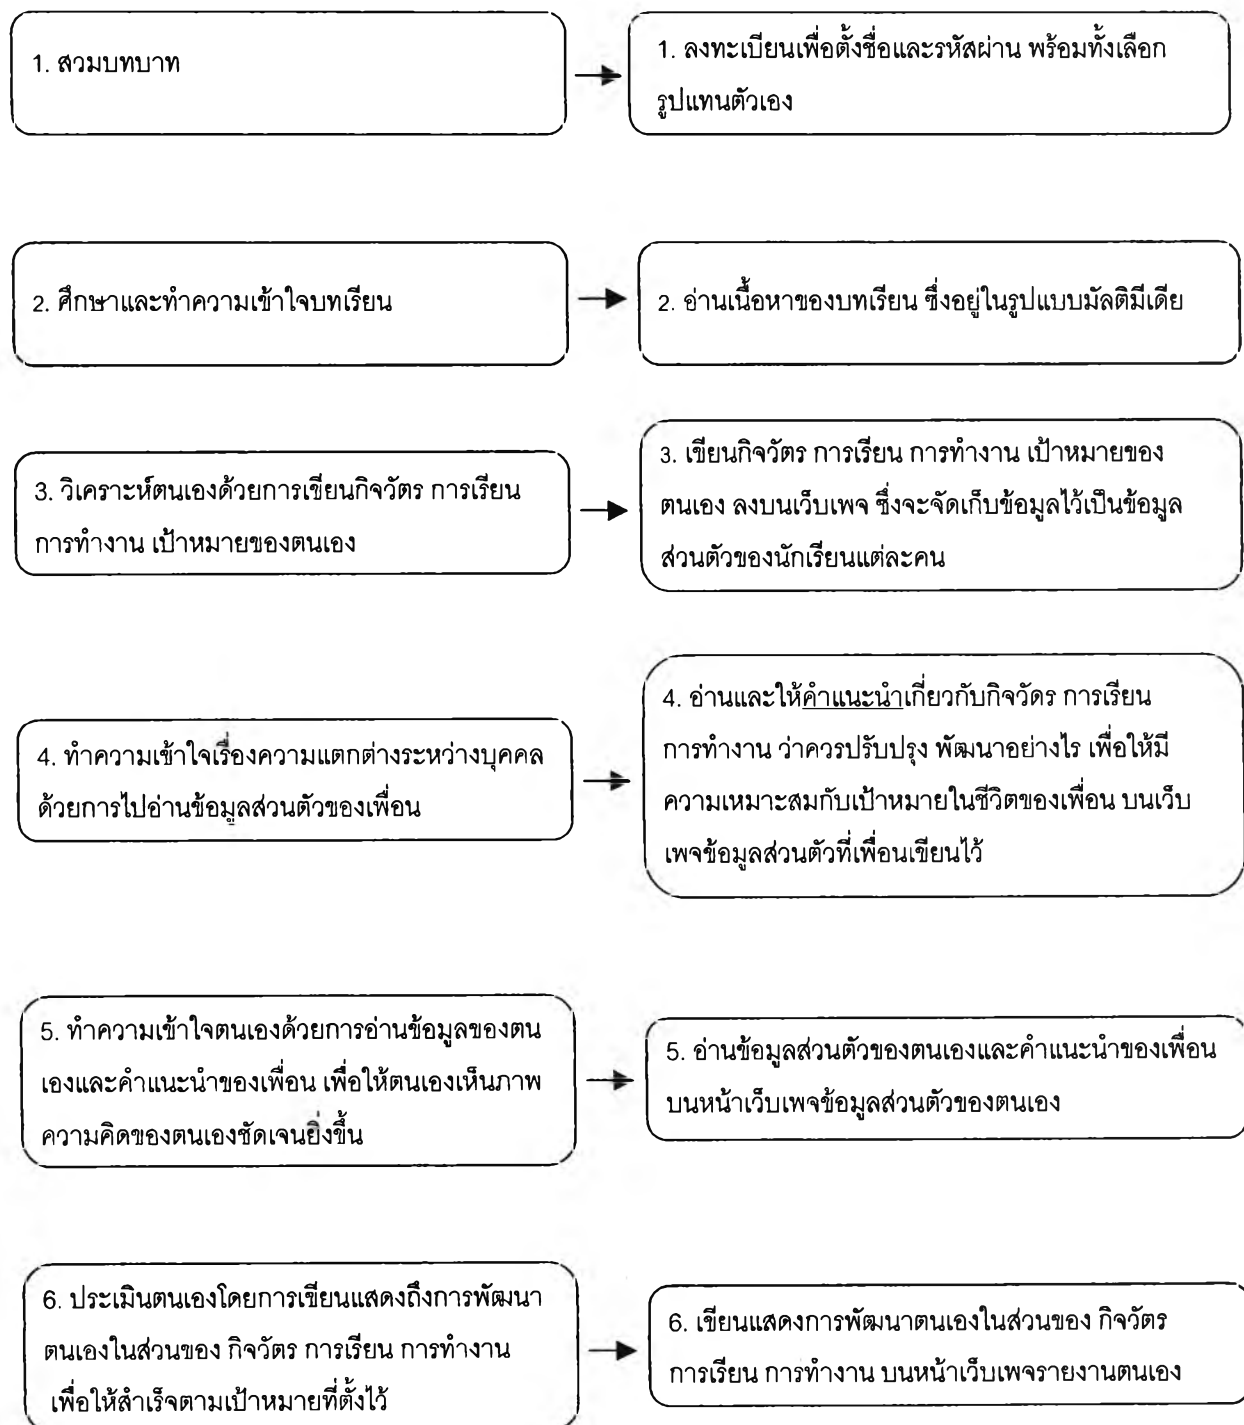 1. สวมบทบาท
1. ลงทะเบียนเพื่อตั้งชื่อและรหัสผ่าน พร้อมทั้งเลือก
รูปแทนตัวเอง
2. ศึกษาและทำความเข้าใจบทเรียน
2. อ่านเนื้อหาของบทเรียน ซึ่งอยู่ในรูปแบบมัลติมีเดีย
3. วิเคราะห์ตนเองด้วยการเขียนกิจวัตร การเรียน
การทำงาน เป้าหมายของตนเอง
3. เขียนกิจวัตร การเรียน การทำงาน เป้าหมายของ
ตนเอง ลงบนเว็บเพจ ซึ่งจะจัดเก็บข้อมูลไว้เป็นข้อมูล
ส่วนตัวของนักเรียนแต่ละคน
4. ทำความเข้าใจเรื่องความแตกต่างระหว่างบุคคล
ด้วยการไปอ่านข้อมูลส่วนตัวของเพื่อน
4. อ่านและให้คำแนะนำเกี่ยวกับกิจวัดร การเรียน
การทำงาน ว่าควรปรับปรุง พัฒนาอย่างไร เพื่อให้มี
ความเหมาะสมกับเป้าหมายในชีวิตของเพื่อน บนเว็บ
เพจข้อมูลส่วนตัวที่เพื่อนเขียนไว้
5. ทำความเข้าใจตนเองด้วยการอ่านข้อมูลของตน
เองและคำแนะนำของเพื่อน เพื่อให้ตนเองเห็นภาพ
ความคิดของตนเองชัดเจนยิ่งขึ้น
5. อ่านข้อมูลส่วนตัวของตนเองและคำแนะนำของเพื่อน
บนหน้าเว็บเพจข้อมูลส่วนตัวของตนเอง
6. ประเมินตนเองโดยการเขียนแสดงถึงการพัฒนา
ตนเองในส่วนของ กิจวัตร การเรียน การทำงาน
เพื่อให้สำเร็จตามเป้าหมายที่ตั้งไว้
6. เขียนแสดงการพัฒนาตนเองในส่วนของ กิจวัตร
การเรียน การทำงาน บนหน้าเว็บเพจรายงานตนเอง